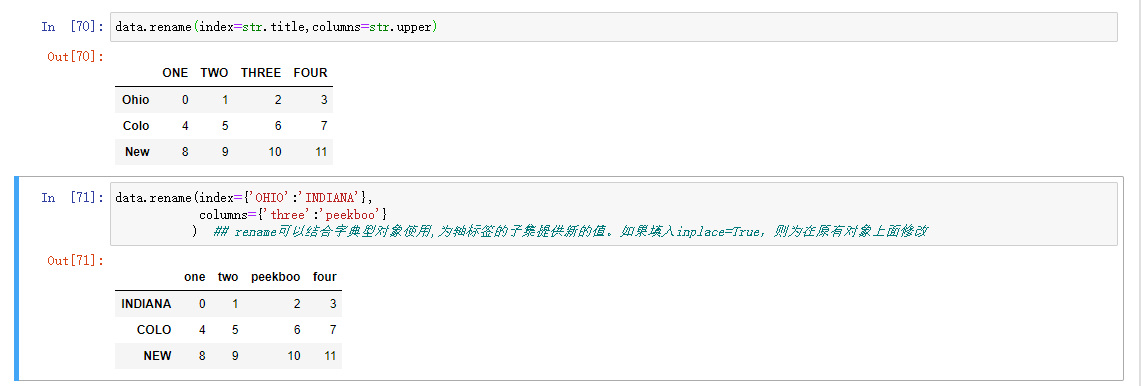 In [70]: data.rename(index=str.title,columns=str.upper)
Out[70]:
ONE TWO THREE FOUR
Ohio 0 1 2 3
Colo 4 5 6 7
New 8 9 10 11
In [71]: data.rename(index={'OHIO':'INDIANA'},
columns={'three':'peekboo'}
) ## rename可以结合字典型对象使用,为轴标签的子集提供新的值。如果填入inplace=True，则为在原有对象上面修改
Out[71]:
one two peekboo four
INDIANA 0 1 2 3
COLO 4 5 6 7
NEW 8 9 10 11